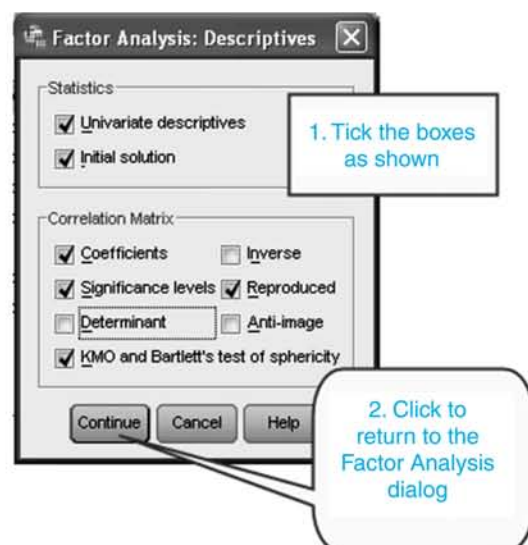 Factor Analysis: Descriptives
Statistics
Univariate descriptives
Initial solution
1. Tick the boxes
as shown
Correlation Matrix
Coefficients Inverse
Significance levels Reproduced
Determinant Anti-image
KMO and Bartlett's test of sphericity
Continue Cancel Help
2. Click to
return to the
Factor Analysis
dialog